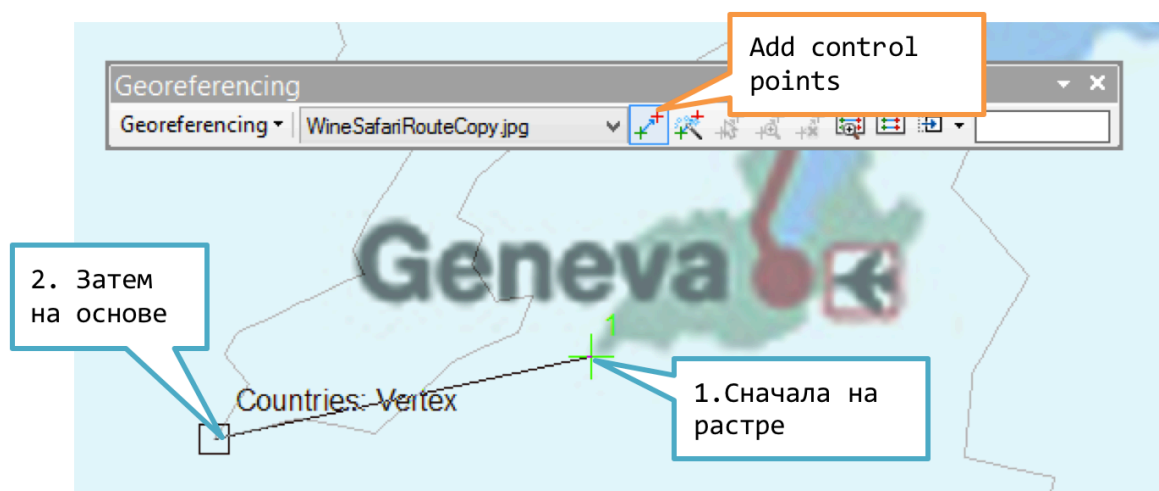 Add control
points
Georeferencing
Georeferencing
WineSafariRouteCopy.jpg
Geneva
2. Затем
на основе
1
Countries: Vertex
1.Сначала на
растре